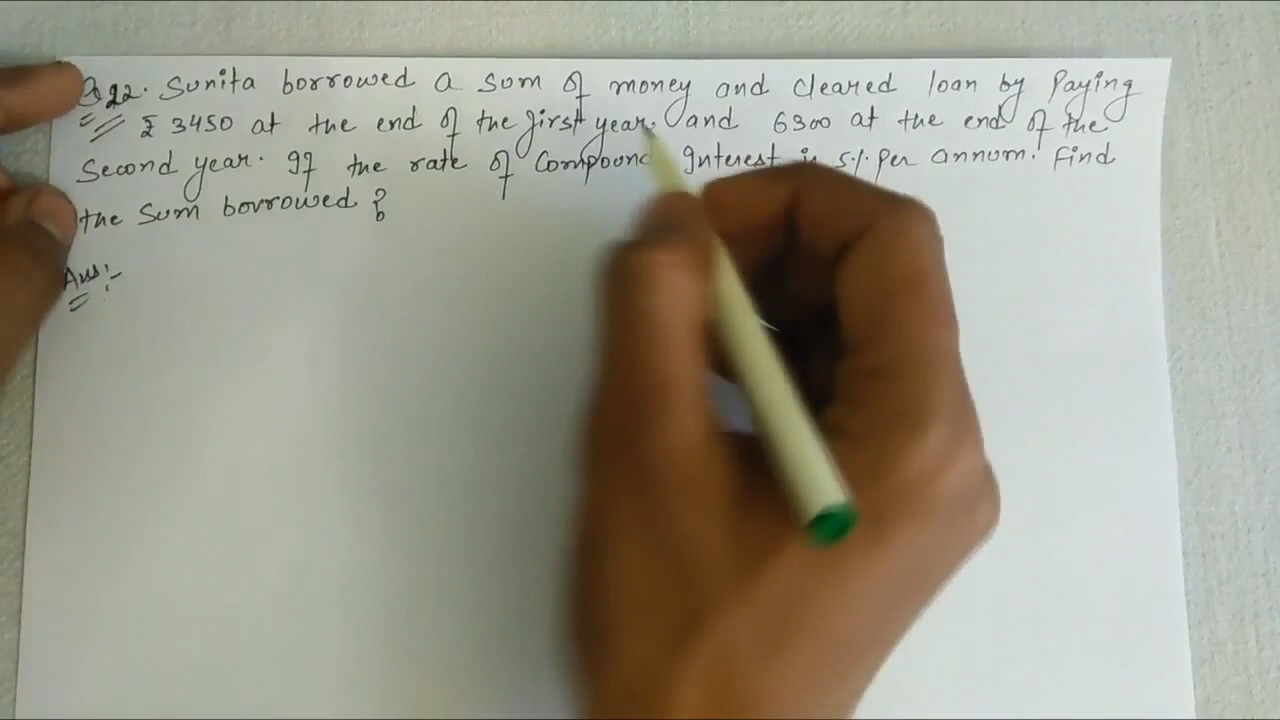 Q22. Sunita borrowed a sum of money and cleared loan by Paying
₹ 3450 at the end of the first year. and 6300 at the end of the
Second year. If the rate of Compound Interest is 5% Per annum. Find
the Sum borrowed ?
Ans:-